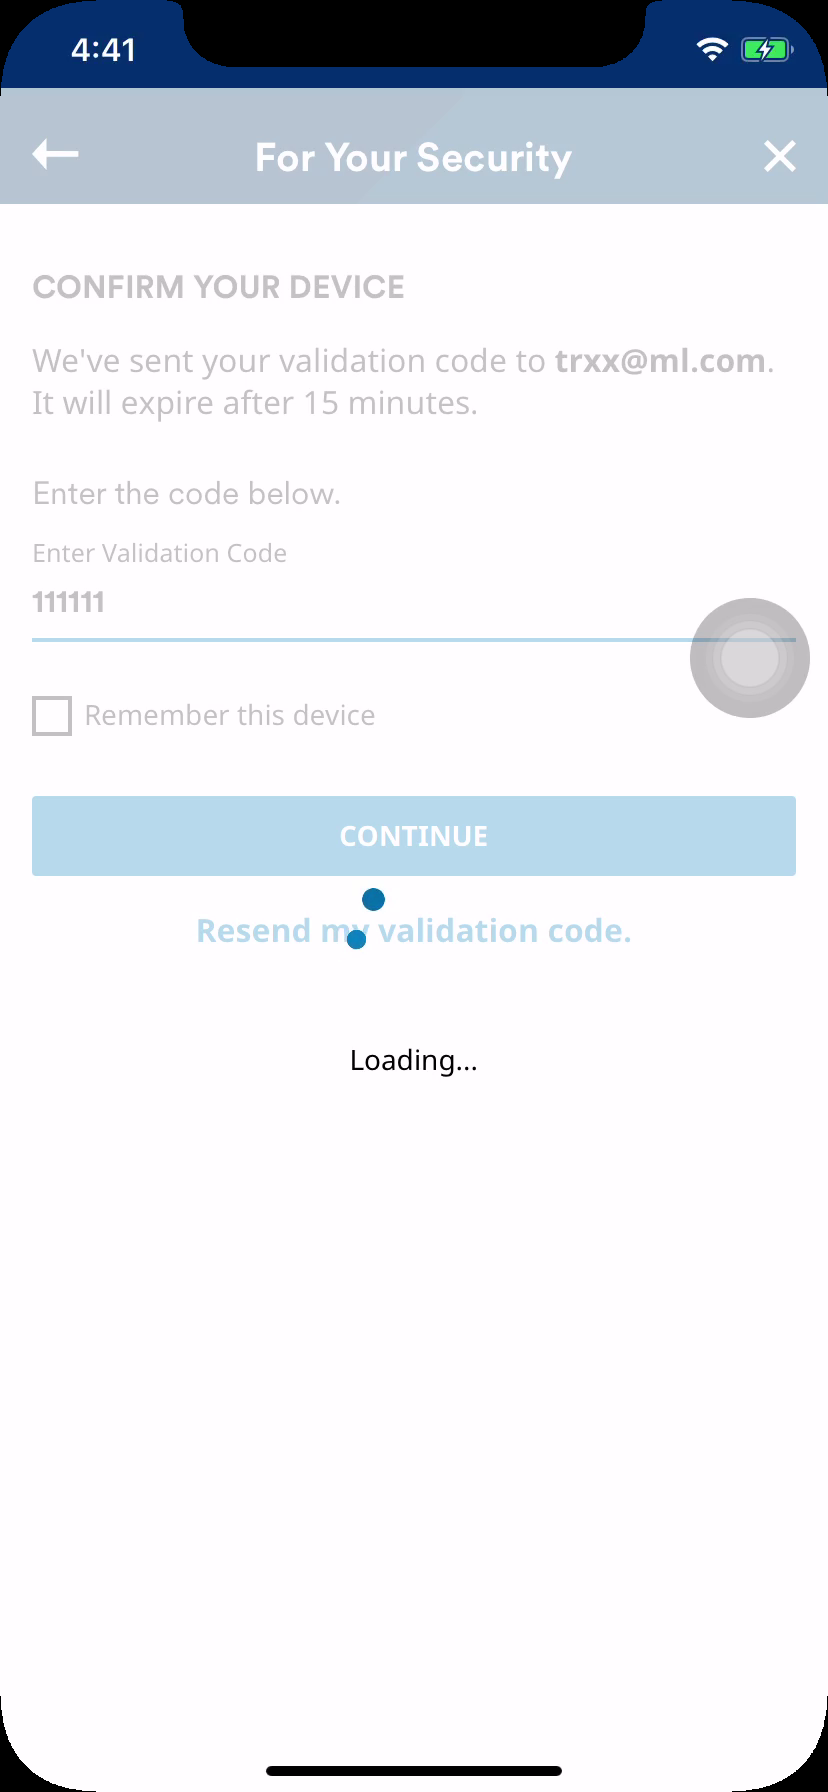 4:41
For Your Security
CONFIRM YOUR DEVICE
We've sent your validation code to trxx@ml.com.
It will expire after 15 minutes.
Enter the code below.
Enter Validation Code
111111
Remember this device
CONTINUE
Resend my validation code.
Loading...